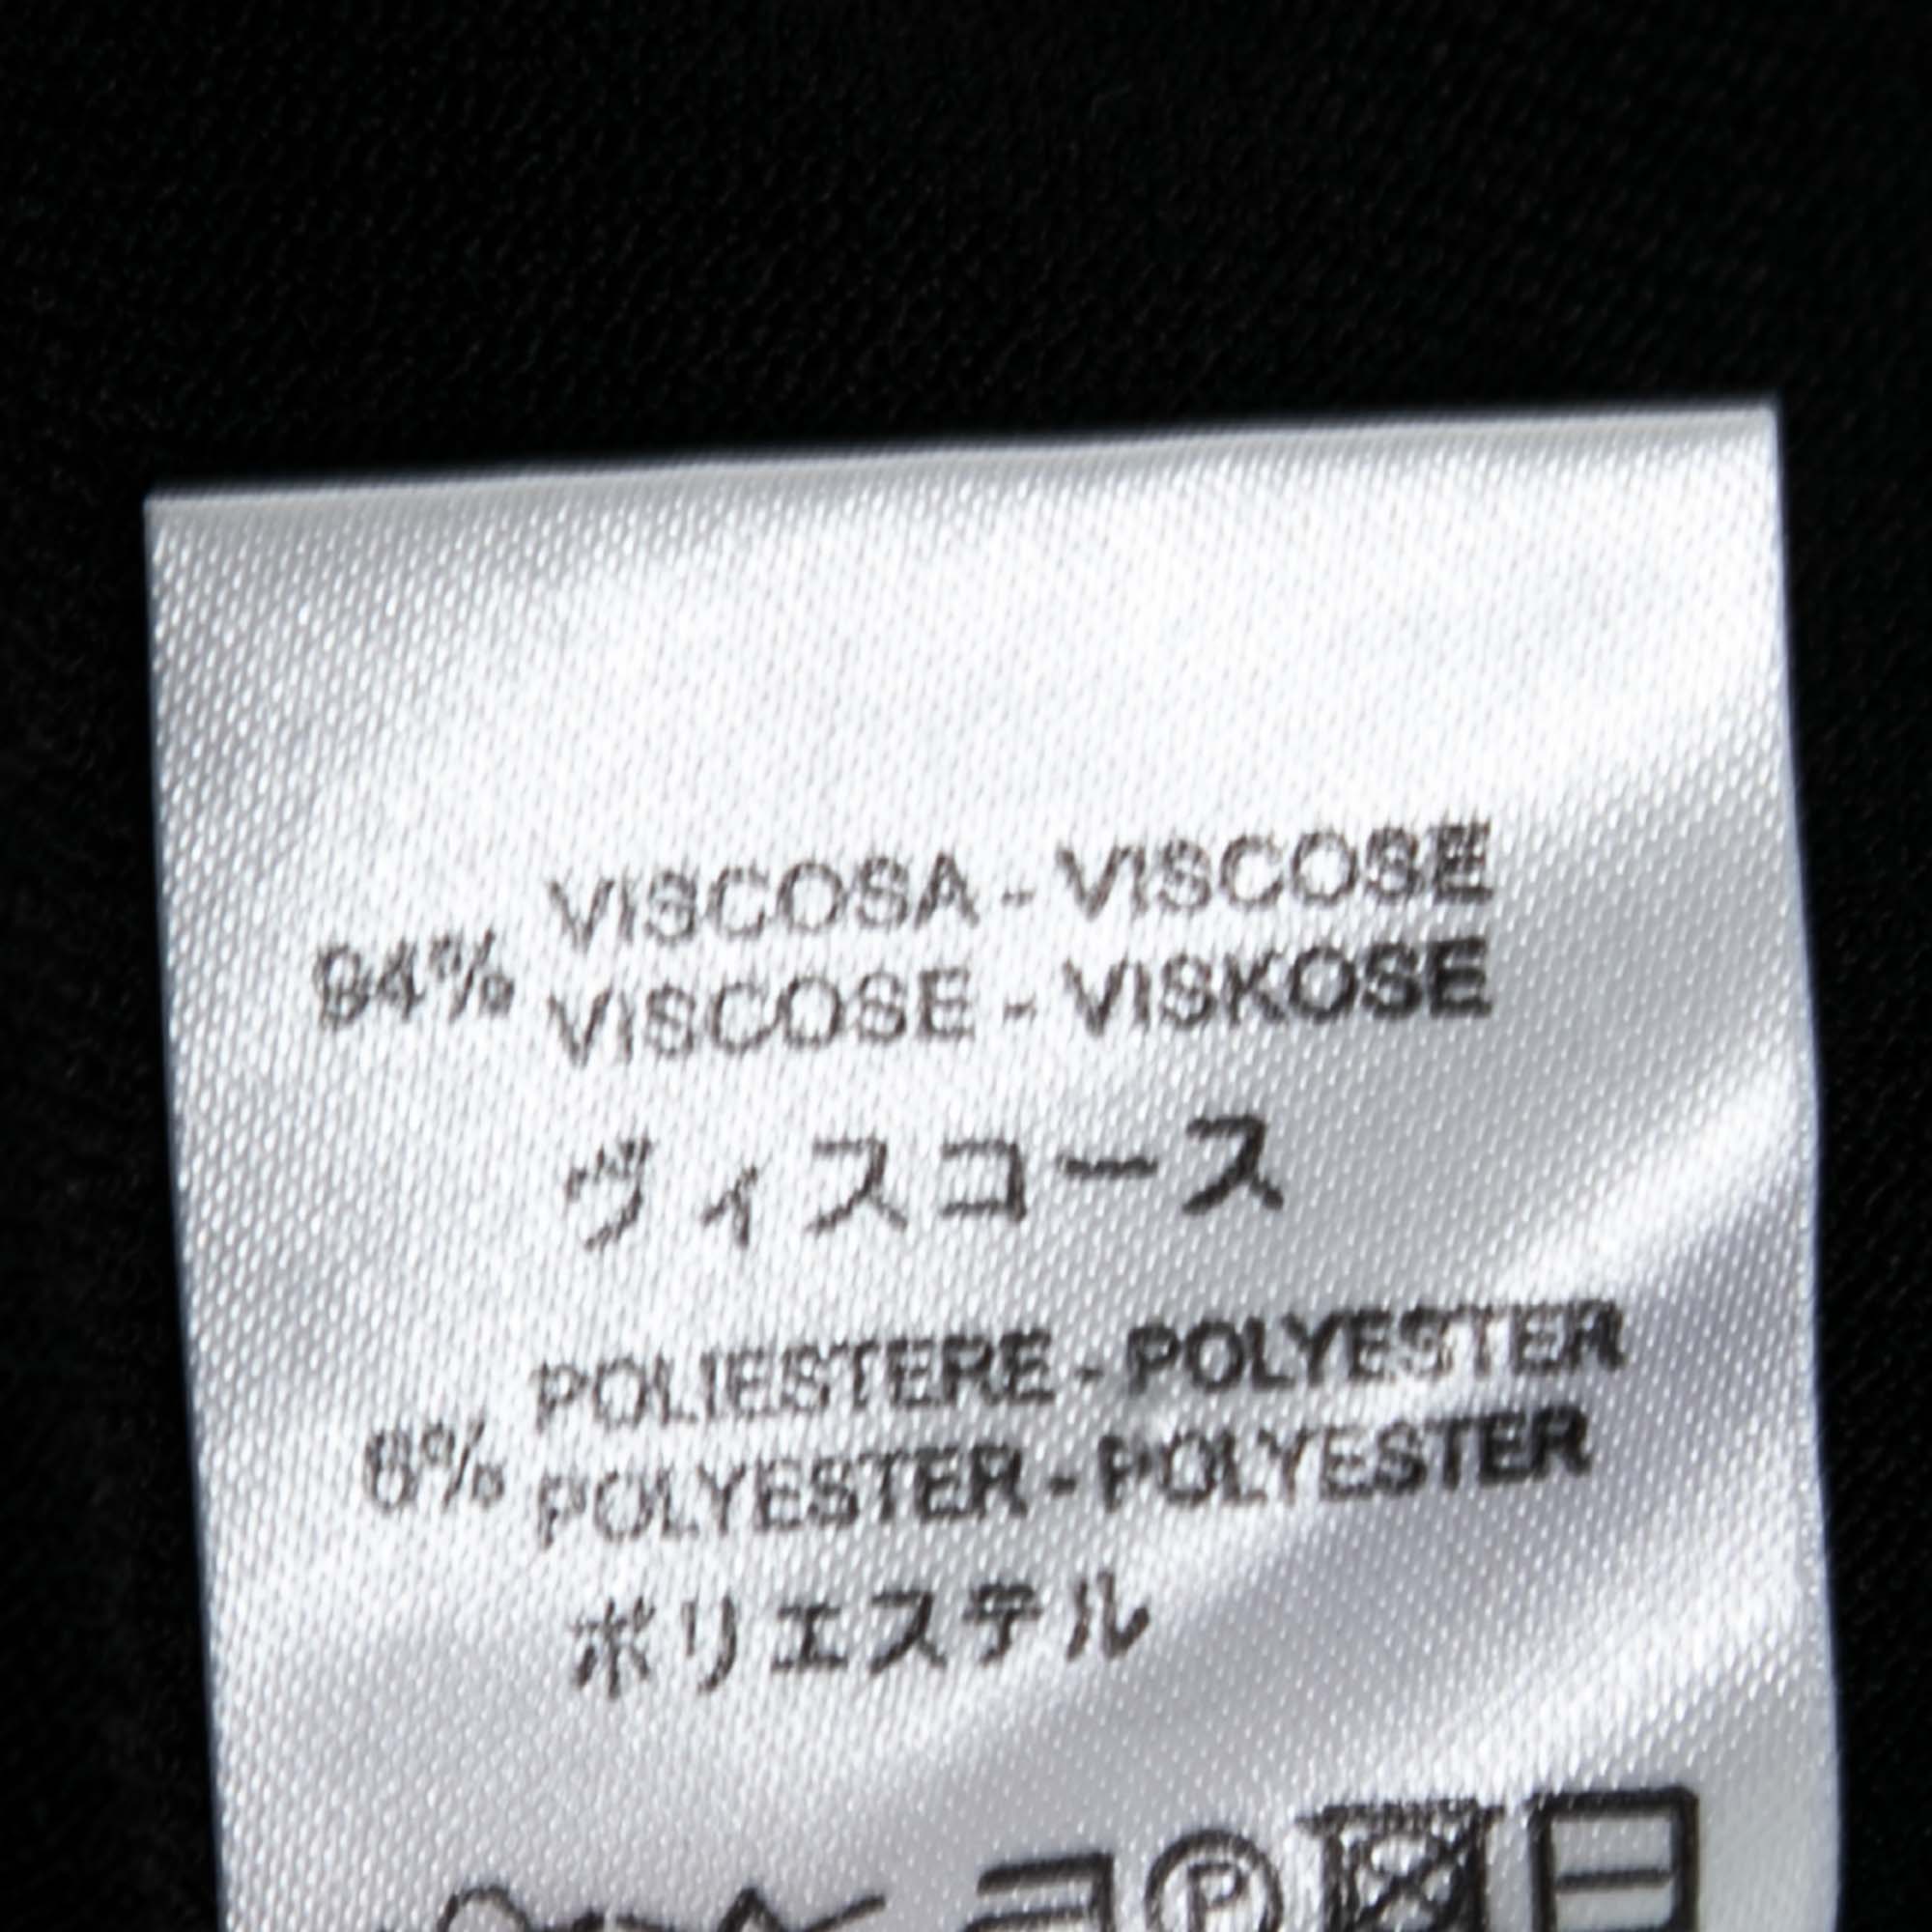 94% VISCOSA - VISCOSE
VISCOSE - VISKOSE
ヴィスコース
6% POLIESTERE - POLYESTER
POLYESTER - POLYESTER
ポリエステル
P